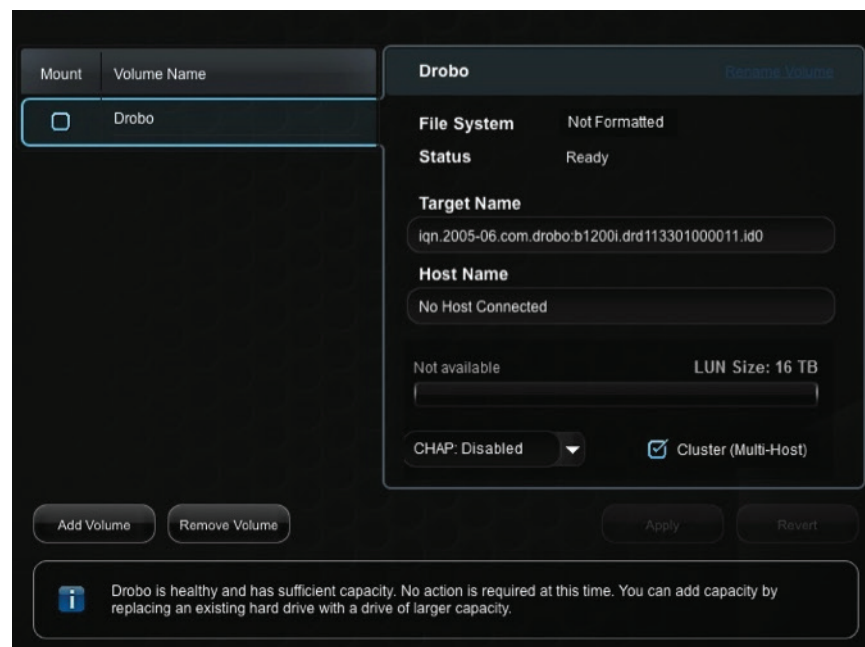 Mount
Volume Name
Drobo
Drobo
Rename Volume
File System
Not Formatted
Status
Ready
Target Name
iqn.2005-06.com.drobo:b1200i.drd113301000011.id0
Host Name
No Host Connected
Not available
LUN Size: 16 TB
CHAP: Disabled
Cluster (Multi-Host)
Add Volume
Remove Volume
Apply
Revert
Drobo is healthy and has sufficient capacity. No action is required at this time. You can add capacity by
replacing an existing hard drive with a drive of larger capacity.